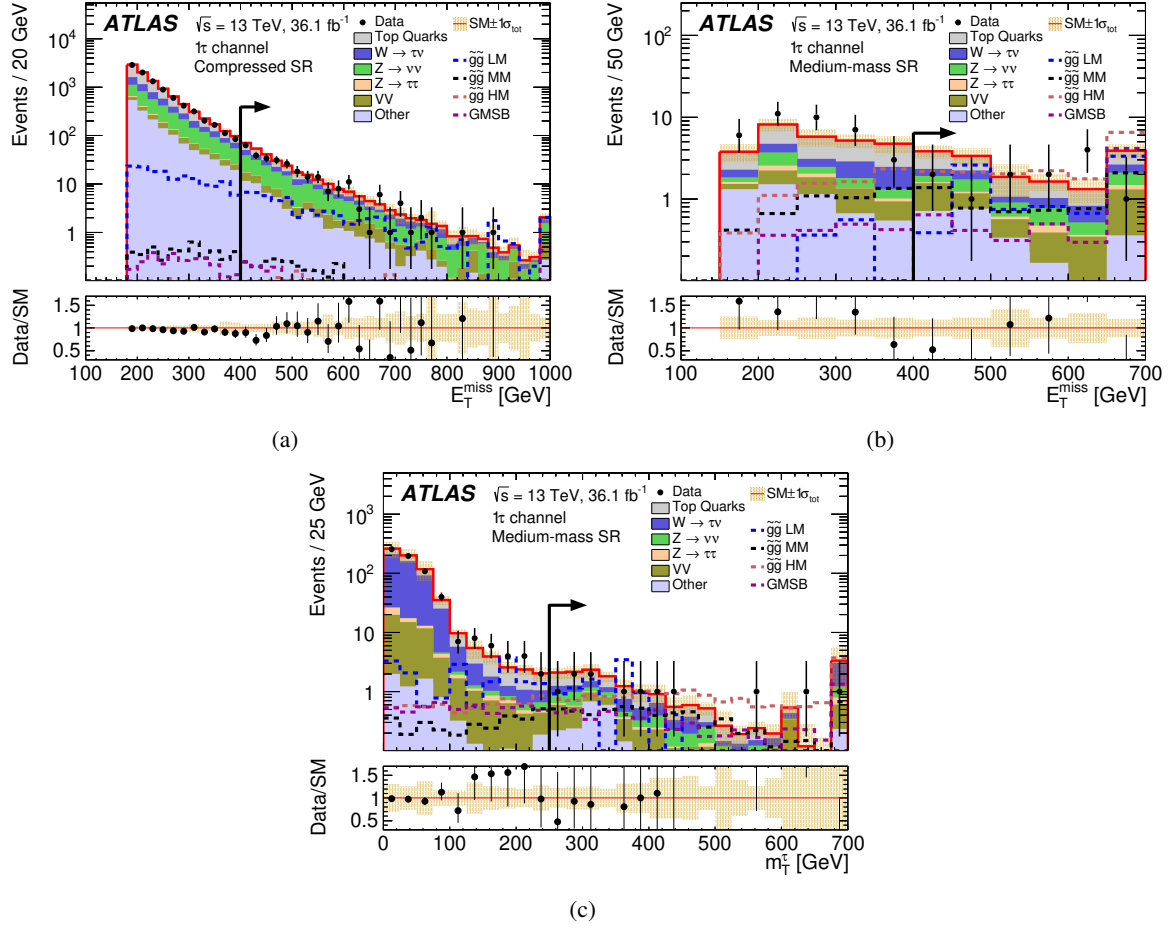 ATLAS
√s = 13 TeV, 36.1 fb⁻¹
1τ channel
Compressed SR
Data
Top Quarks
W → τν
Z → νν
Z → ττ
VV
Other
SM±1σ_tot
g̃g̃ LM
g̃g̃ MM
g̃g̃ HM
GMSB
Events / 20 GeV
10⁴
10³
10²
10
1
Data/SM
1.5
1
0.5
100 200 300 400 500 600 700 800 900 1000
E_T^miss [GeV]
(a)
ATLAS
√s = 13 TeV, 36.1 fb⁻¹
1τ channel
Medium-mass SR
Data
Top Quarks
W → τν
Z → νν
Z → ττ
VV
Other
SM±1σ_tot
g̃g̃ LM
g̃g̃ MM
g̃g̃ HM
GMSB
Events / 50 GeV
10²
10
1
Data/SM
1.5
1
0.5
100 200 300 400 500 600 700
E_T^miss [GeV]
(b)
ATLAS
√s = 13 TeV, 36.1 fb⁻¹
1τ channel
Medium-mass SR
Data
Top Quarks
W → τν
Z → νν
Z → ττ
VV
Other
SM±1σ_tot
g̃g̃ LM
g̃g̃ MM
g̃g̃ HM
GMSB
Events / 25 GeV
10³
10²
10
1
Data/SM
1.5
1
0.5
0 100 200 300 400 500 600 700
m_T^τ [GeV]
(c)